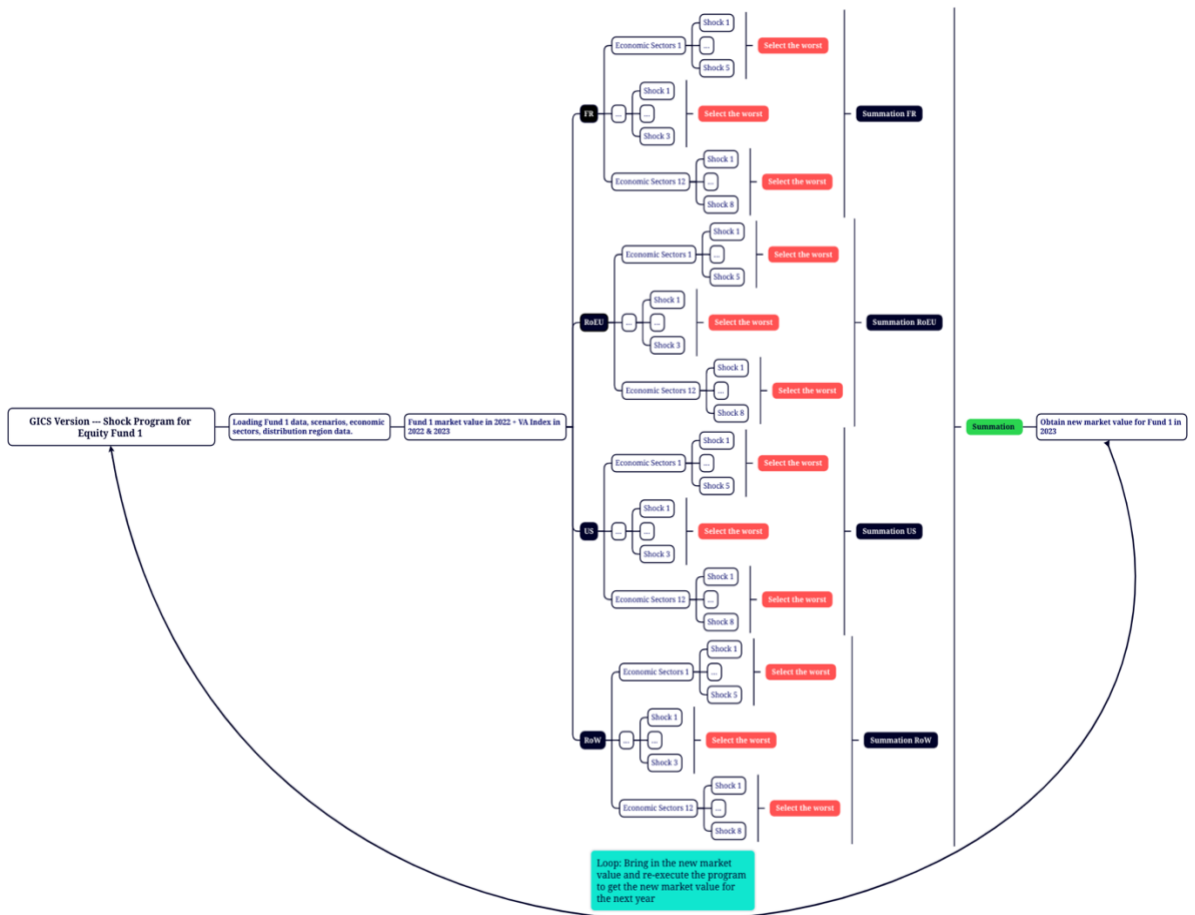 GICS Version --- Shock Program for
Equity Fund 1
Loading Fund 1 data, scenarios, economic
sectors, distribution region data.
Fund 1 market value in 2022 + VA Index in
2022 & 2023
FR
Economic Sectors 1
Shock 1
...
Shock 5
Select the worst
...
Shock 1
...
Shock 3
Select the worst
Economic Sectors 12
Shock 1
...
Shock 8
Select the worst
Summation FR
RoEU
Economic Sectors 1
Shock 1
...
Shock 5
Select the worst
...
Shock 1
...
Shock 3
Select the worst
Economic Sectors 12
Shock 1
...
Shock 8
Select the worst
Summation RoEU
US
Economic Sectors 1
Shock 1
...
Shock 5
Select the worst
...
Shock 1
...
Shock 3
Select the worst
Economic Sectors 12
Shock 1
...
Shock 8
Select the worst
Summation US
RoW
Economic Sectors 1
Shock 1
...
Shock 5
Select the worst
...
Shock 1
...
Shock 3
Select the worst
Economic Sectors 12
Shock 1
...
Shock 8
Select the worst
Summation RoW
Summation
Obtain new market value for Fund 1 in
2023
Loop: Bring in the new market
value and re-execute the program
to get the new market value for
the next year